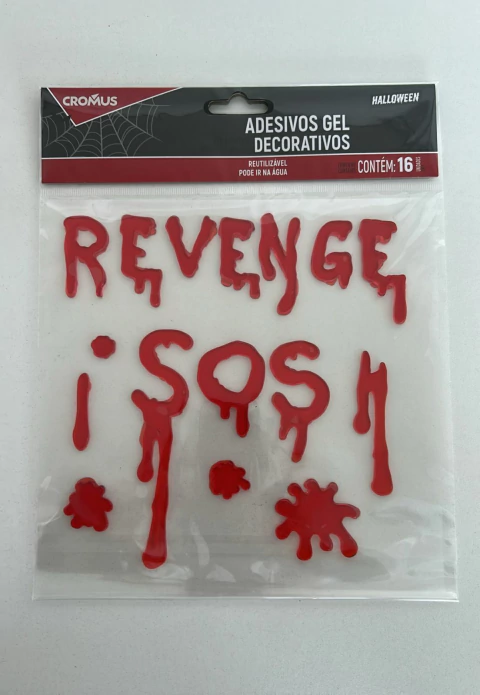 CROMUS
HALLOWEEN
ADESIVOS GEL
DECORATIVOS
REUTILIZÁVEL
PODE IR NA ÁGUA
CONTÉM: 16
REVENGE
SOS